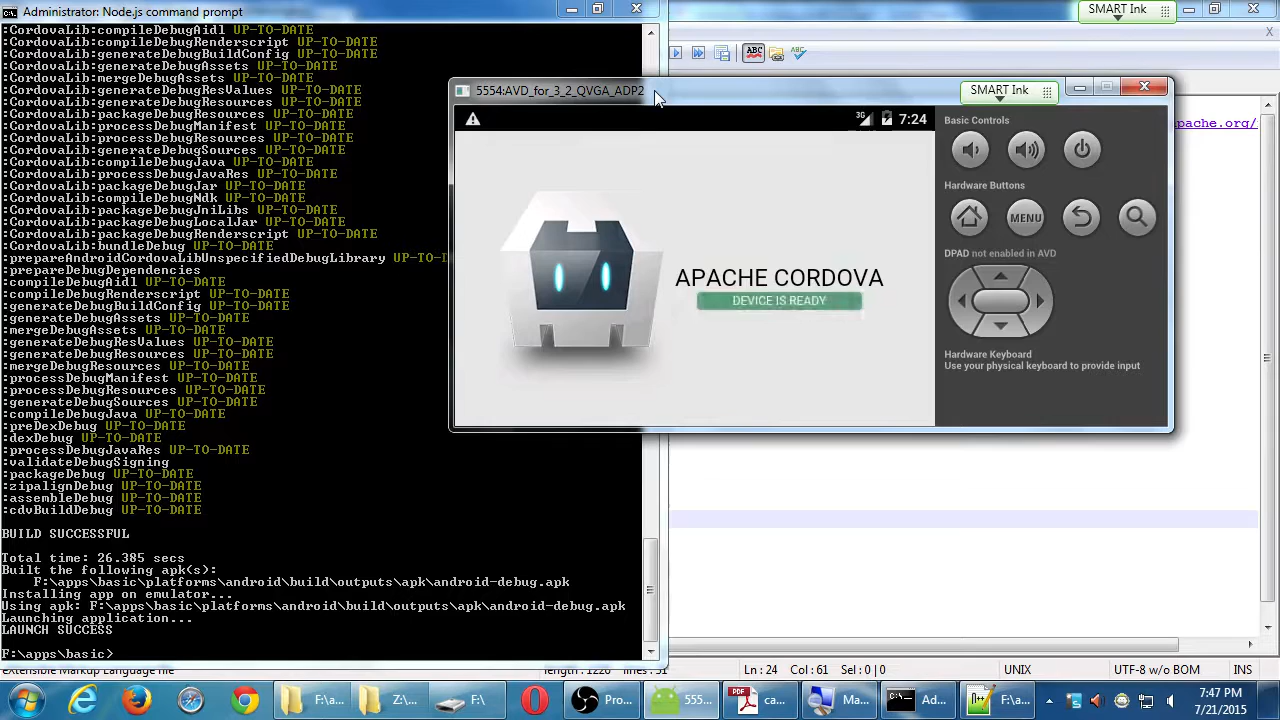 Administrator: Node.js command prompt
:CordovaLib:compileDebugAidl UP-TO-DATE
:CordovaLib:compileDebugRenderscript UP-TO-DATE
:CordovaLib:generateDebugBuildConfig UP-TO-DATE
:CordovaLib:generateDebugAssets UP-TO-DATE
:CordovaLib:mergeDebugAssets UP-TO-DATE
:CordovaLib:generateDebugResValues UP-TO-DATE
:CordovaLib:generateDebugResources UP-TO-DATE
:CordovaLib:packageDebugResources UP-TO-DATE
:CordovaLib:processDebugManifest UP-TO-DATE
:CordovaLib:processDebugResources UP-TO-DATE
:CordovaLib:generateDebugSources UP-TO-DATE
:CordovaLib:compileDebugJava UP-TO-DATE
:CordovaLib:processDebugJavaRes UP-TO-DATE
:CordovaLib:packageDebugJar UP-TO-DATE
:CordovaLib:compileDebugNdk UP-TO-DATE
:CordovaLib:packageDebugJniLibs UP-TO-DATE
:CordovaLib:packageDebugLocalJar UP-TO-DATE
:CordovaLib:packageDebugRenderscript UP-TO-DATE
:CordovaLib:bundleDebug UP-TO-DATE
:prepareAndroidCordovaLibUnspecifiedDebugLibrary UP-TO-D
:prepareDebugDependencies
:compileDebugAidl UP-TO-DATE
:compileDebugRenderscript UP-TO-DATE
:generateDebugBuildConfig UP-TO-DATE
:generateDebugAssets UP-TO-DATE
:mergeDebugAssets UP-TO-DATE
:generateDebugResValues UP-TO-DATE
:generateDebugResources UP-TO-DATE
:mergeDebugResources UP-TO-DATE
:processDebugManifest UP-TO-DATE
:processDebugResources UP-TO-DATE
:generateDebugSources UP-TO-DATE
:compileDebugJava UP-TO-DATE
:preDexDebug UP-TO-DATE
:dexDebug UP-TO-DATE
:processDebugJavaRes UP-TO-DATE
:validateDebugSigning
:packageDebug UP-TO-DATE
:zipalignDebug UP-TO-DATE
:assembleDebug UP-TO-DATE
:cdvBuildDebug UP-TO-DATE
BUILD SUCCESSFUL
Total time: 26.385 secs
Built the following apk(s):
F:\apps\basic\platforms\android\build\outputs\apk\android-debug.apk
Installing app on emulator...
Using apk: F:\apps\basic\platforms\android\build\outputs\apk\android-debug.apk
Launching application...
LAUNCH SUCCESS
F:\apps\basic>
SMART Ink
pache.org/
5554:AVD_for_3_2_QVGA_ADP2
SMART Ink
3G 7:24
APACHE CORDOVA
DEVICE IS READY
Basic Controls
Hardware Buttons
MENU
DPAD not enabled in AVD
Hardware Keyboard
Use your physical keyboard to provide input
Ln : 24 Col : 61 Sel : 0 | 0 UNIX UTF-8 w/o BOM INS
F:\a... Z:\... F:\ Pro... 555... ca... Ma... Ad... F:\a...
7:47 PM
7/21/2015